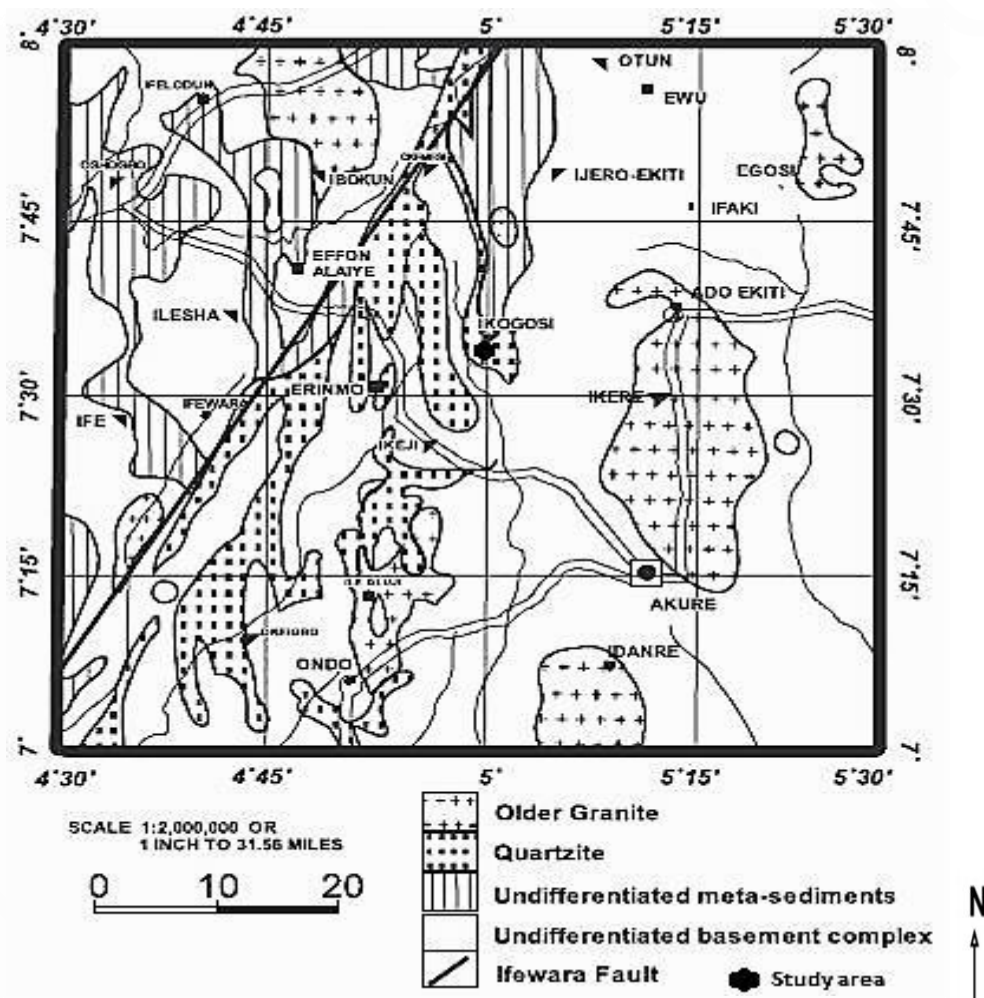 4°30' 4°45' 5° 5°15' 5°30'
8° 8°
OTUN
IFELODUN
EWU
OSHOGBO
IBOKUN
IJERO-EKITI
EGOSI
IFAKI
7°45' 7°45'
EFFON
ALAIYE
ADO EKITI
ILESHA
IKOGOSI
ERINMO
7°30' 7°30'
IKERE
IFEWARA
IFE
IKEJI
7°15' 7°15'
AKURE
ONDO
IDANRE
7° 7°
4°30' 4°45' 5° 5°15' 5°30'
SCALE 1:2,000,000 OR
1 INCH TO 31.56 MILES
0 10 20
Older Granite
Quartzite
Undifferentiated meta-sediments
Undifferentiated basement complex
Ifewara Fault
Study area
N